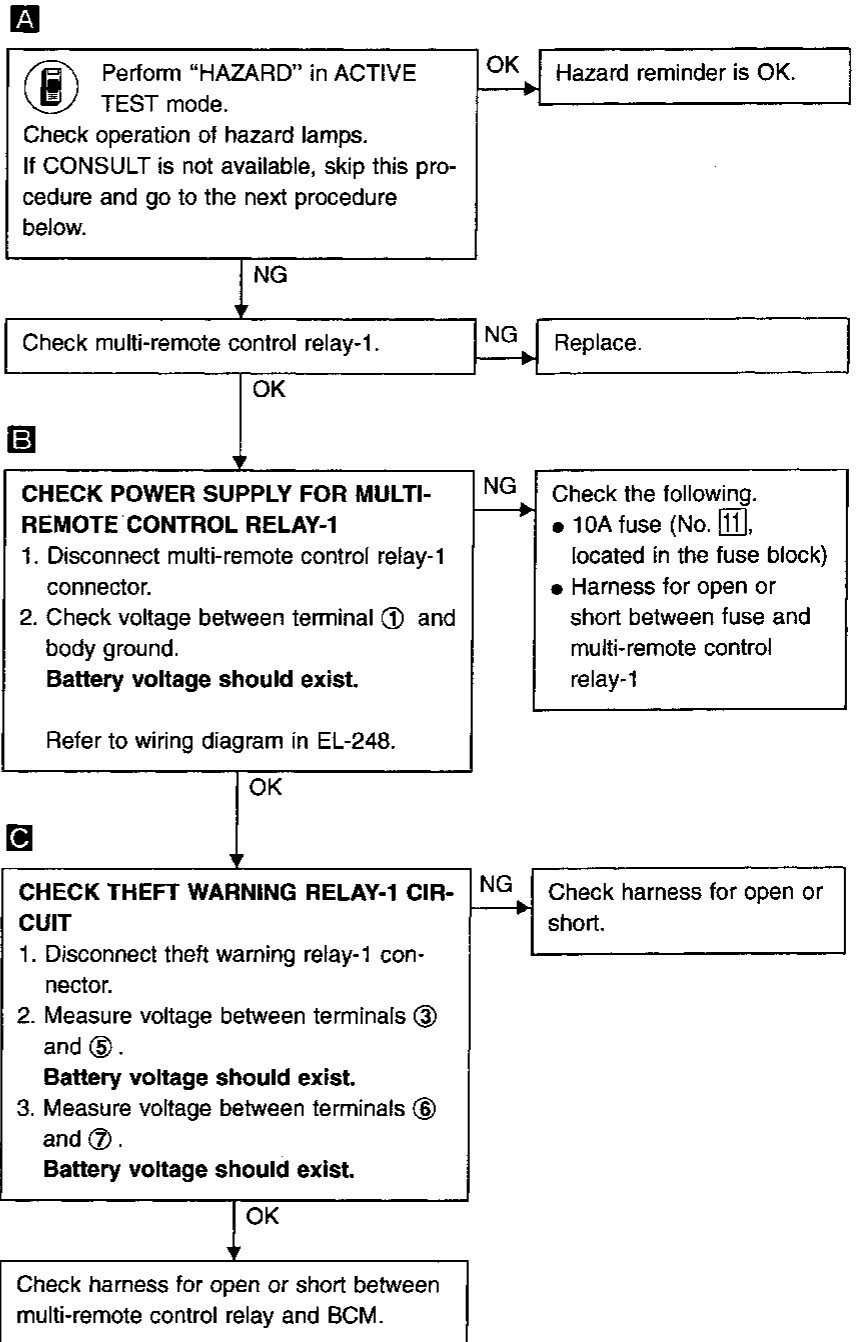 A
Perform “HAZARD” in ACTIVE
TEST mode.
Check operation of hazard lamps.
If CONSULT is not available, skip this pro-
cedure and go to the next procedure
below.
OK
Hazard reminder is OK.
NG
Check multi-remote control relay-1.
NG
Replace.
OK
B
CHECK POWER SUPPLY FOR MULTI-
REMOTE CONTROL RELAY-1
1. Disconnect multi-remote control relay-1
connector.
2. Check voltage between terminal ① and
body ground.
Battery voltage should exist.
Refer to wiring diagram in EL-248.
NG
Check the following.
● 10A fuse (No. 11,
located in the fuse block)
● Harness for open or
short between fuse and
multi-remote control
relay-1
OK
C
CHECK THEFT WARNING RELAY-1 CIR-
CUIT
1. Disconnect theft warning relay-1 con-
nector.
2. Measure voltage between terminals ③
and ⑤ .
Battery voltage should exist.
3. Measure voltage between terminals ⑥
and ⑦ .
Battery voltage should exist.
NG
Check harness for open or
short.
OK
Check harness for open or short between
multi-remote control relay and BCM.